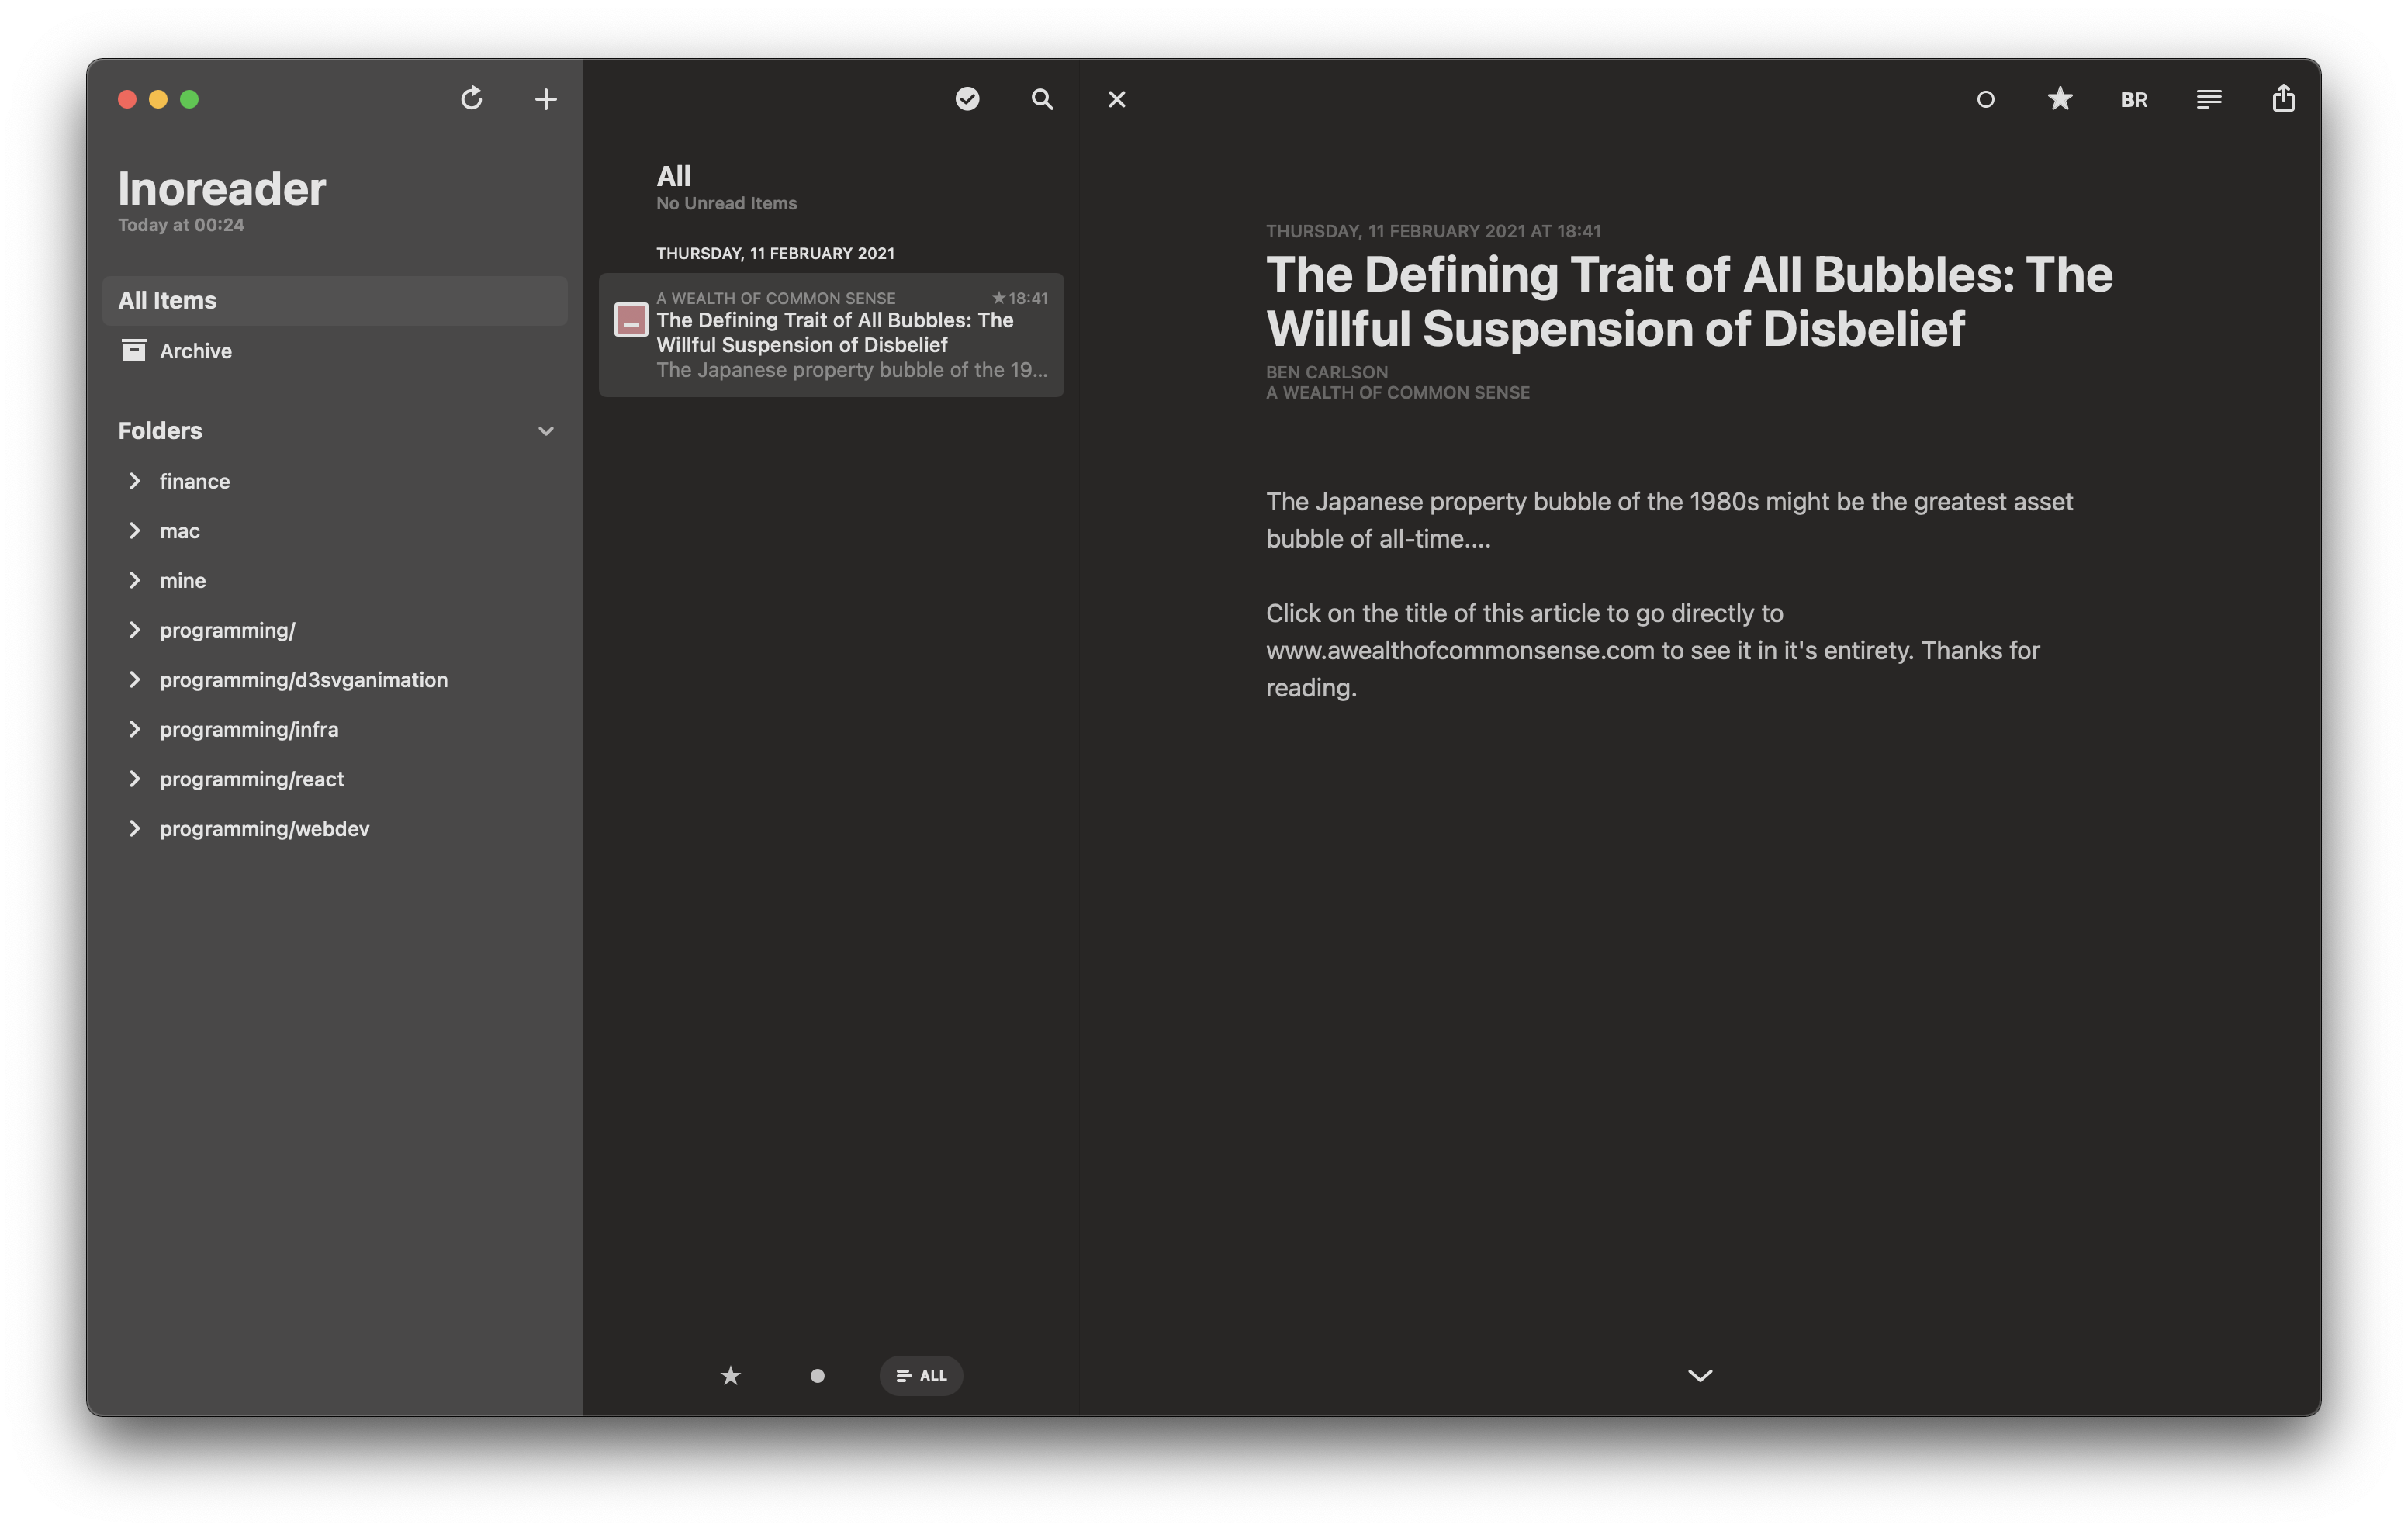 Inoreader
Today at 00:24
All Items
Archive
Folders
finance
mac
mine
programming/
programming/d3svganimation
programming/infra
programming/react
programming/webdev
All
No Unread Items
THURSDAY, 11 FEBRUARY 2021
A WEALTH OF COMMON SENSE ★ 18:41
The Defining Trait of All Bubbles: The
Willful Suspension of Disbelief
The Japanese property bubble of the 19...
ALL
BR
THURSDAY, 11 FEBRUARY 2021 AT 18:41
The Defining Trait of All Bubbles: The
Willful Suspension of Disbelief
BEN CARLSON
A WEALTH OF COMMON SENSE
The Japanese property bubble of the 1980s might be the greatest asset
bubble of all-time....
Click on the title of this article to go directly to
www.awealthofcommonsense.com to see it in it's entirety. Thanks for
reading.